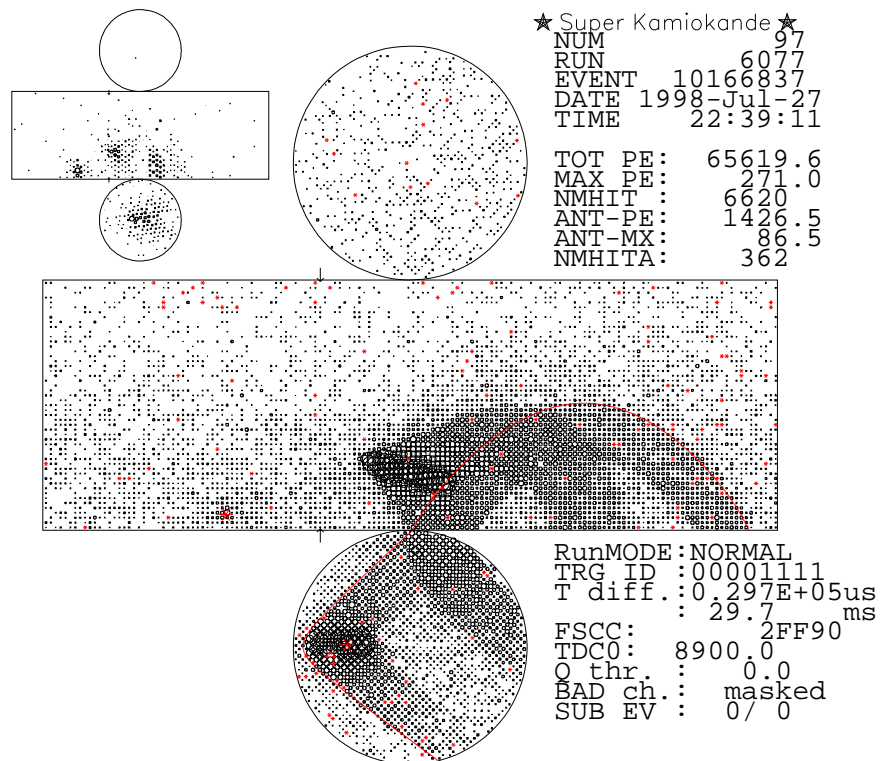 ★ Super Kamiokande ★
NUM 97
RUN 6077
EVENT 10166837
DATE 1998-Jul-27
TIME 22:39:11
TOT PE: 65619.6
MAX PE: 271.0
NMHIT : 6620
ANT-PE: 1426.5
ANT-MX: 86.5
NMHITA: 362
RunMODE:NORMAL
TRG ID :00001111
T diff.:0.297E+05us
: 29.7 ms
FSCC: 2FF90
TDC0: 8900.0
Q thr. : 0.0
BAD ch.: masked
SUB EV : 0/ 0